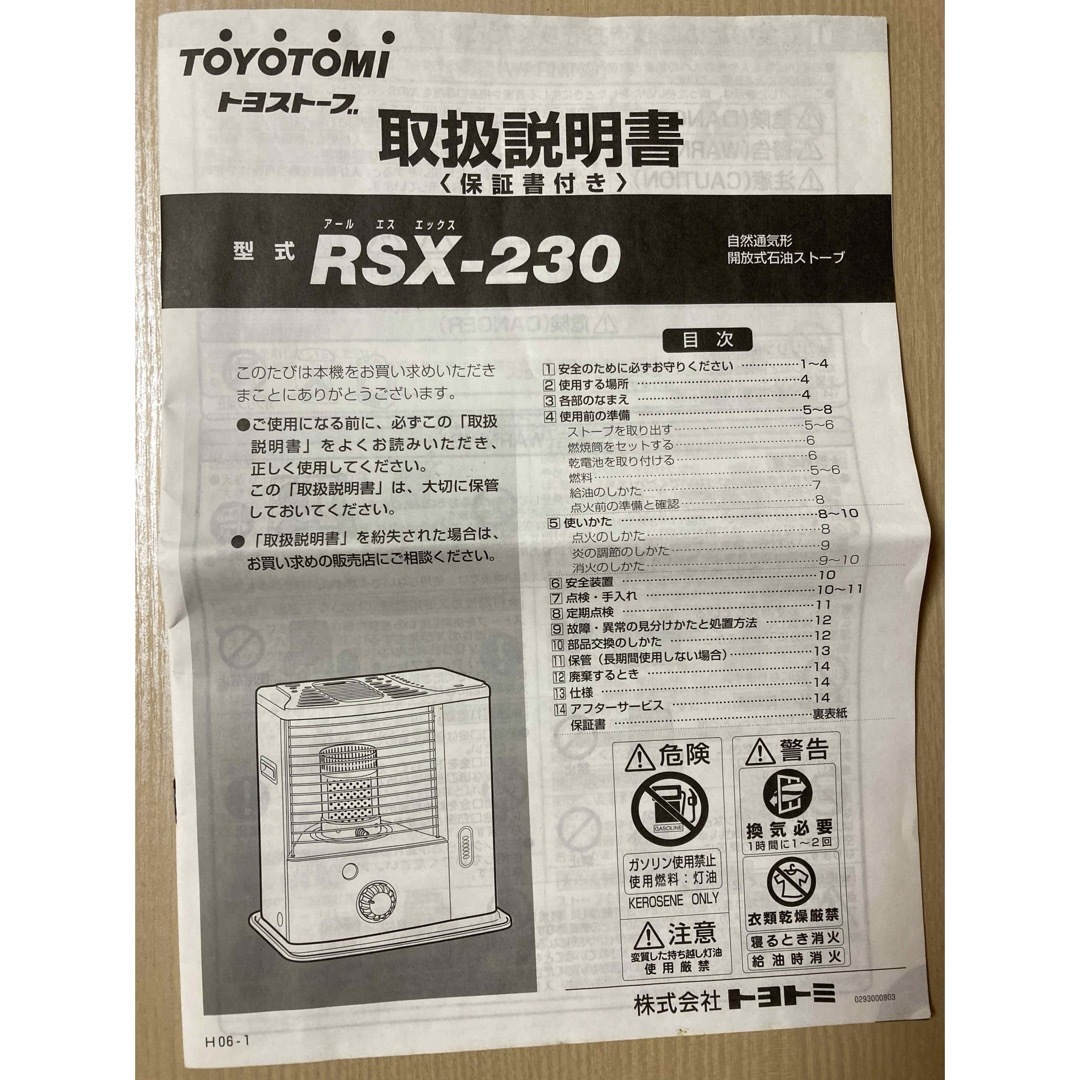 TOYOTOMI
トヨストーブ
取扱説明書
〈保証書付き〉
アール エス エックス
型式 RSX-230
自然通気形
開放式石油ストーブ
このたびは本機をお買い求めいただき
まことにありがとうございます。
●ご使用になる前に、必ずこの「取扱
説明書」をよくお読みいただき、
正しく使用してください。
この「取扱説明書」は、大切に保管
しておいてください。
●「取扱説明書」を紛失された場合は、
お買い求めの販売店にご相談ください。
目次
1 安全のために必ずお守りください …………… 1〜4
2 使用する場所 …………… 4
3 各部のなまえ …………… 4
4 使用前の準備 …………… 5〜8
ストーブを取り出す …………… 5〜6
燃焼筒をセットする …………… 6
乾電池を取り付ける …………… 6
燃料 …………… 5〜6
給油のしかた …………… 7
点火前の準備と確認 …………… 8
5 使いかた …………… 8〜10
点火のしかた …………… 8
炎の調節のしかた …………… 9
消火のしかた …………… 9〜10
6 安全装置 …………… 10
7 点検・手入れ …………… 10〜11
8 定期点検 …………… 11
9 故障・異常の見分けかたと処置方法 …………… 12
10 部品交換のしかた …………… 12
11 保管（長期間使用しない場合） …………… 13
12 廃棄するとき …………… 14
13 仕様 …………… 14
14 アフターサービス …………… 14
保証書 …………… 裏表紙
危険
GASOLINE
ガソリン使用禁止
使用燃料：灯油
KEROSENE ONLY
注意
変質した持ち越し灯油
使用厳禁
警告
換気必要
1時間に1〜2回
衣類乾燥厳禁
寝るとき消火
給油時消火
株式会社 トヨトミ
0293000903
H06-1